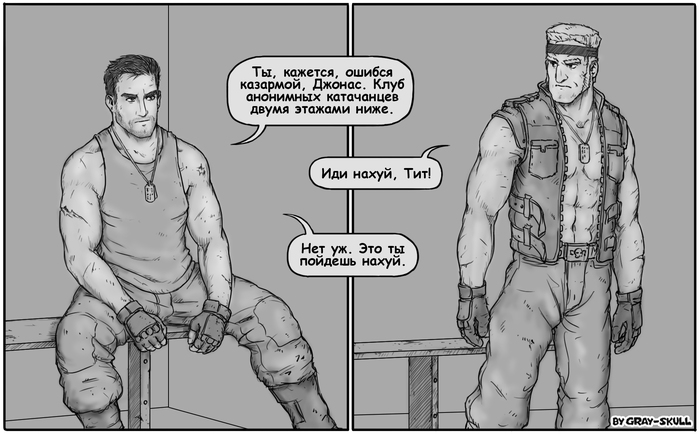 Ты, кажется, ошибся
казармой, Джонас. Клуб
анонимных катачанцев
двумя этажами ниже.
Иди нахуй, Тит!
Нет уж. Это ты
пойдешь нахуй.
BY GRAY-SKULL